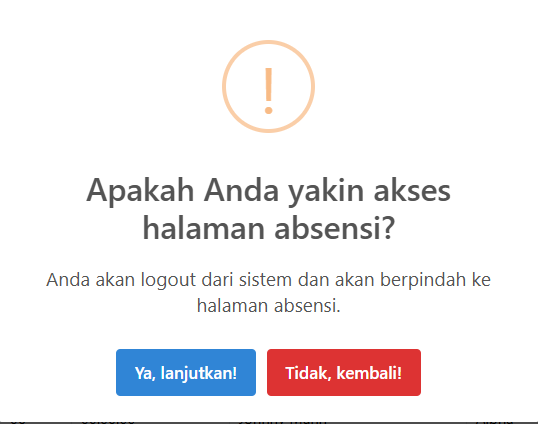 !
Apakah Anda yakin akses
halaman absensi?
Anda akan logout dari sistem dan akan berpindah ke
halaman absensi.
Ya, lanjutkan! Tidak, kembali!